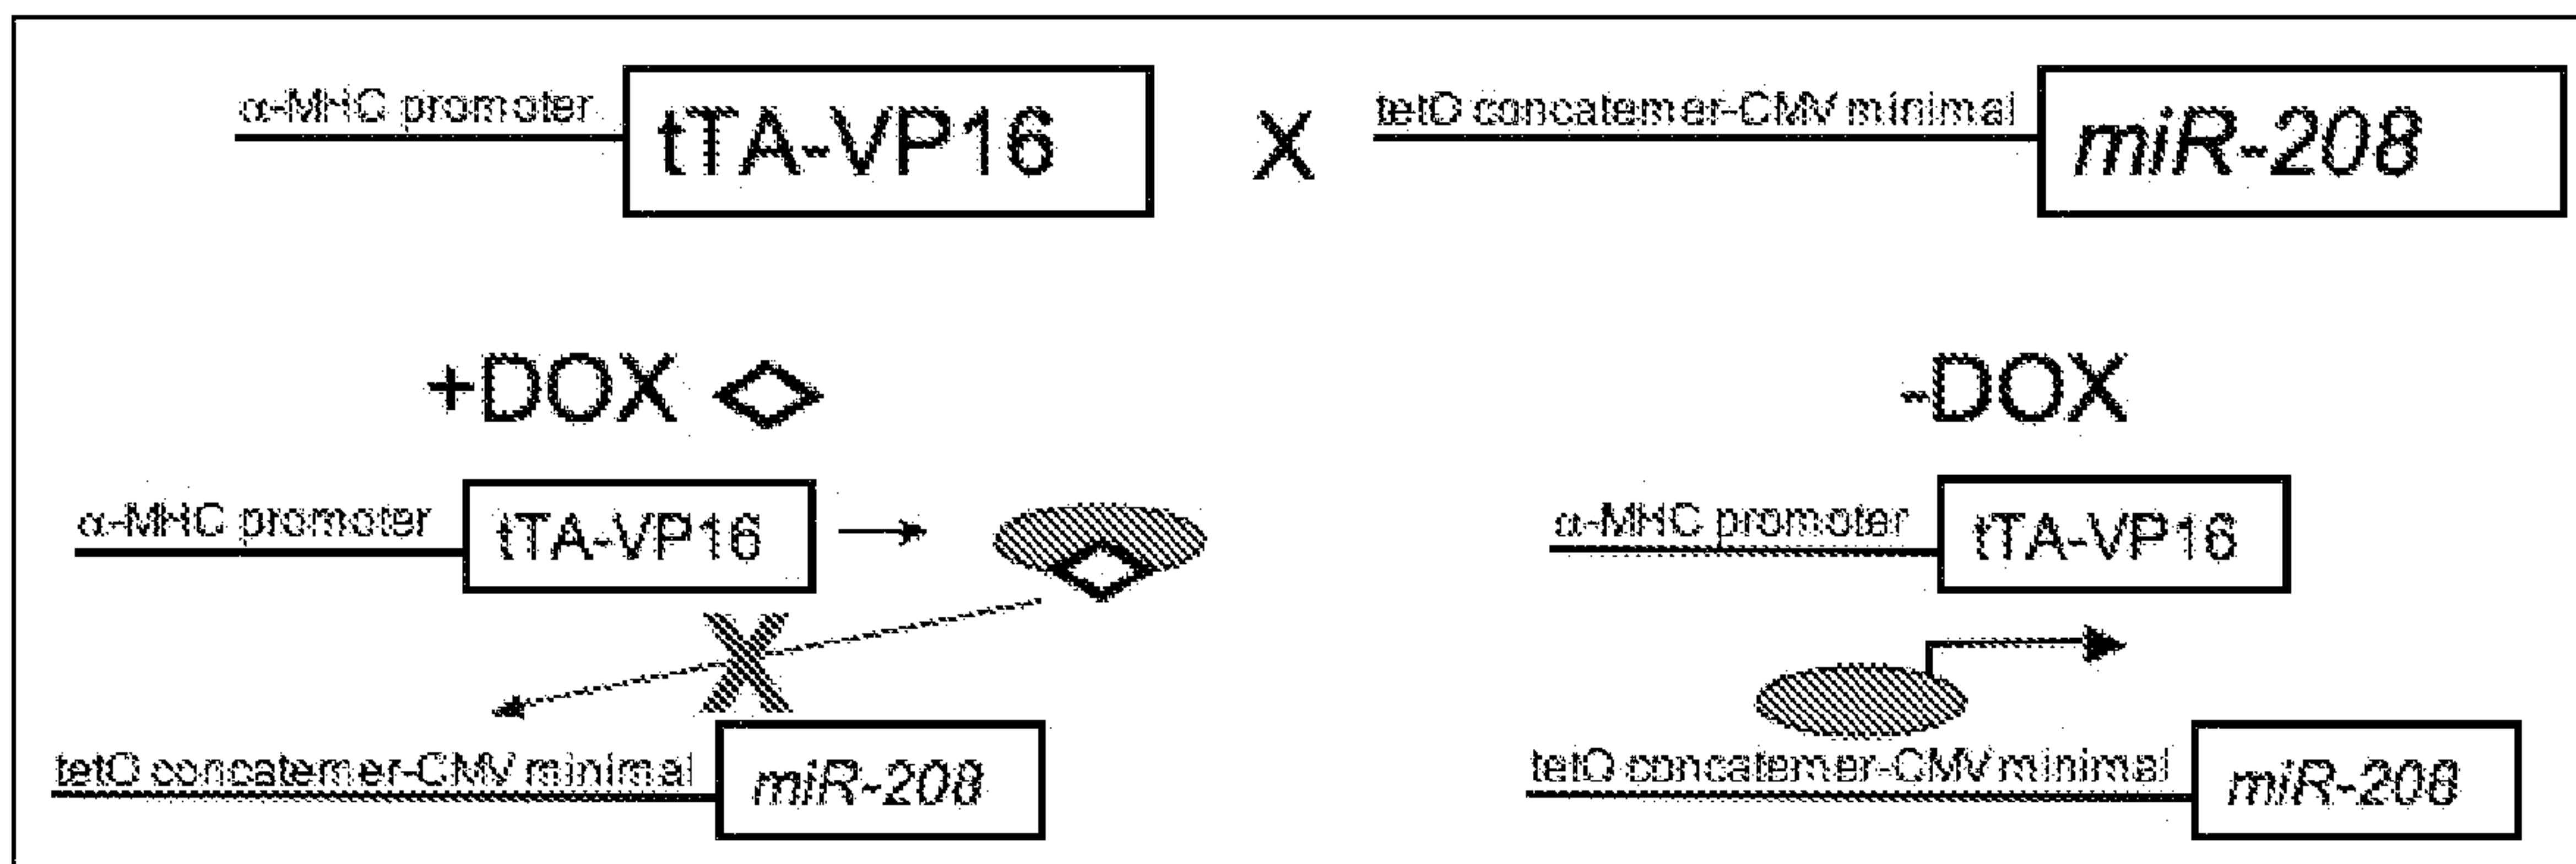 α-MHC promoter tTA-VP16 X tetO concatemer-CMV minimal miR-208
+DOX -DOX
α-MHC promoter tTA-VP16 α-MHC promoter tTA-VP16
X
tetO concatemer-CMV minimal miR-208 tetO concatemer-CMV minimal miR-208